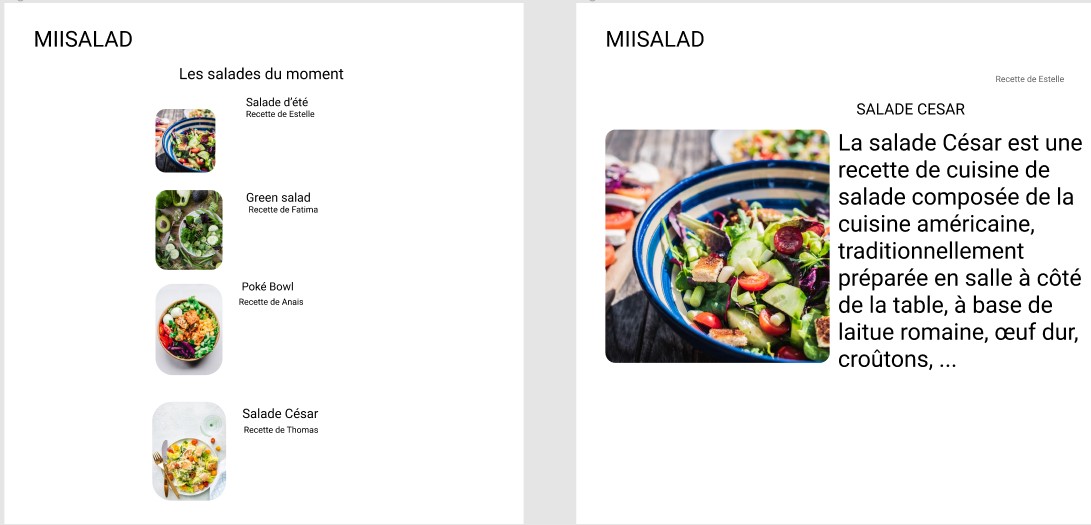 MIISALAD
Les salades du moment
Salade d'été
Recette de Estelle
Green salad
Recette de Fatima
Poké Bowl
Recette de Anais
Salade César
Recette de Thomas
MIISALAD
Recette de Estelle
SALADE CESAR
La salade César est une
recette de cuisine de
salade composée de la
cuisine américaine,
traditionnellement
préparée en salle à côté
de la table, à base de
laitue romaine, œuf dur,
croûtons, ...